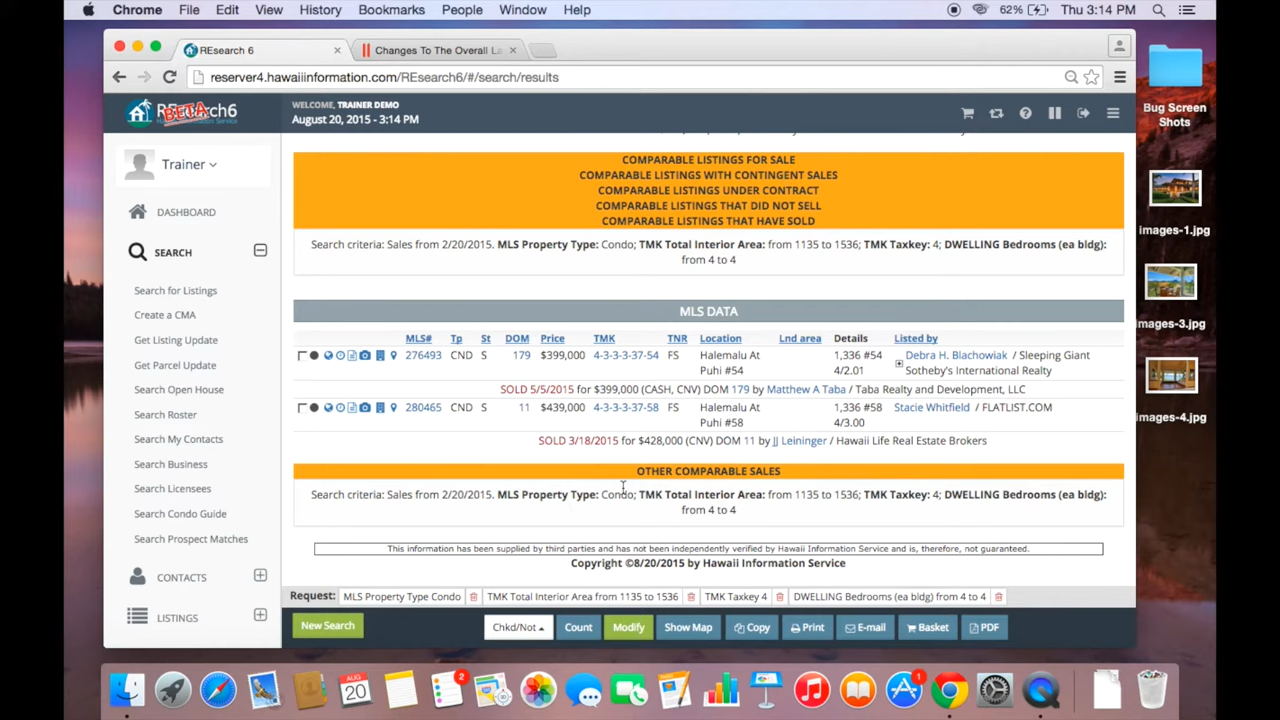 Chrome File Edit View History Bookmarks People Window Help 62% Thu 3:14 PM
REsearch 6
Changes To The Overall La
reserver4.hawaiiinformation.com/REsearch6/#/search/results
REsearch6
BETA
Hawaii Information Service
WELCOME, TRAINER DEMO
August 20, 2015 - 3:14 PM
Trainer
DASHBOARD
SEARCH
Search for Listings
Create a CMA
Get Listing Update
Get Parcel Update
Search Open House
Search Roster
Search My Contacts
Search Business
Search Licensees
Search Condo Guide
Search Prospect Matches
CONTACTS
LISTINGS
COMPARABLE LISTINGS FOR SALE
COMPARABLE LISTINGS WITH CONTINGENT SALES
COMPARABLE LISTINGS UNDER CONTRACT
COMPARABLE LISTINGS THAT DID NOT SELL
COMPARABLE LISTINGS THAT HAVE SOLD
Search criteria: Sales from 2/20/2015. MLS Property Type: Condo; TMK Total Interior Area: from 1135 to 1536; TMK Taxkey: 4; DWELLING Bedrooms (ea bldg):
from 4 to 4
MLS DATA
MLS# Tp St DOM Price TMK TNR Location Lnd area Details Listed by
276493 CND S 179 $399,000 4-3-3-3-37-54 FS Halemalu At 1,336 #54 Debra H. Blachowiak / Sleeping Giant
Puhi #54 4/2.01 Sotheby's International Realty
SOLD 5/5/2015 for $399,000 (CASH, CNV) DOM 179 by Matthew A Taba / Taba Realty and Development, LLC
280465 CND S 11 $439,000 4-3-3-3-37-58 FS Halemalu At 1,336 #58 Stacie Whitfield / FLATLIST.COM
Puhi #58 4/3.00
SOLD 3/18/2015 for $428,000 (CNV) DOM 11 by JJ Leininger / Hawaii Life Real Estate Brokers
OTHER COMPARABLE SALES
Search criteria: Sales from 2/20/2015. MLS Property Type: Condo; TMK Total Interior Area: from 1135 to 1536; TMK Taxkey: 4; DWELLING Bedrooms (ea bldg):
from 4 to 4
This information has been supplied by third parties and has not been independently verified by Hawaii Information Service and is, therefore, not guaranteed.
Copyright ©8/20/2015 by Hawaii Information Service
Request: MLS Property Type Condo TMK Total Interior Area from 1135 to 1536 TMK Taxkey 4 DWELLING Bedrooms (ea bldg) from 4 to 4
New Search Chkd/Not Count Modify Show Map Copy Print E-mail Basket PDF
Bug Screen
Shots
images-1.jpg
images-3.jpg
images-4.jpg
AUG
20
2
1